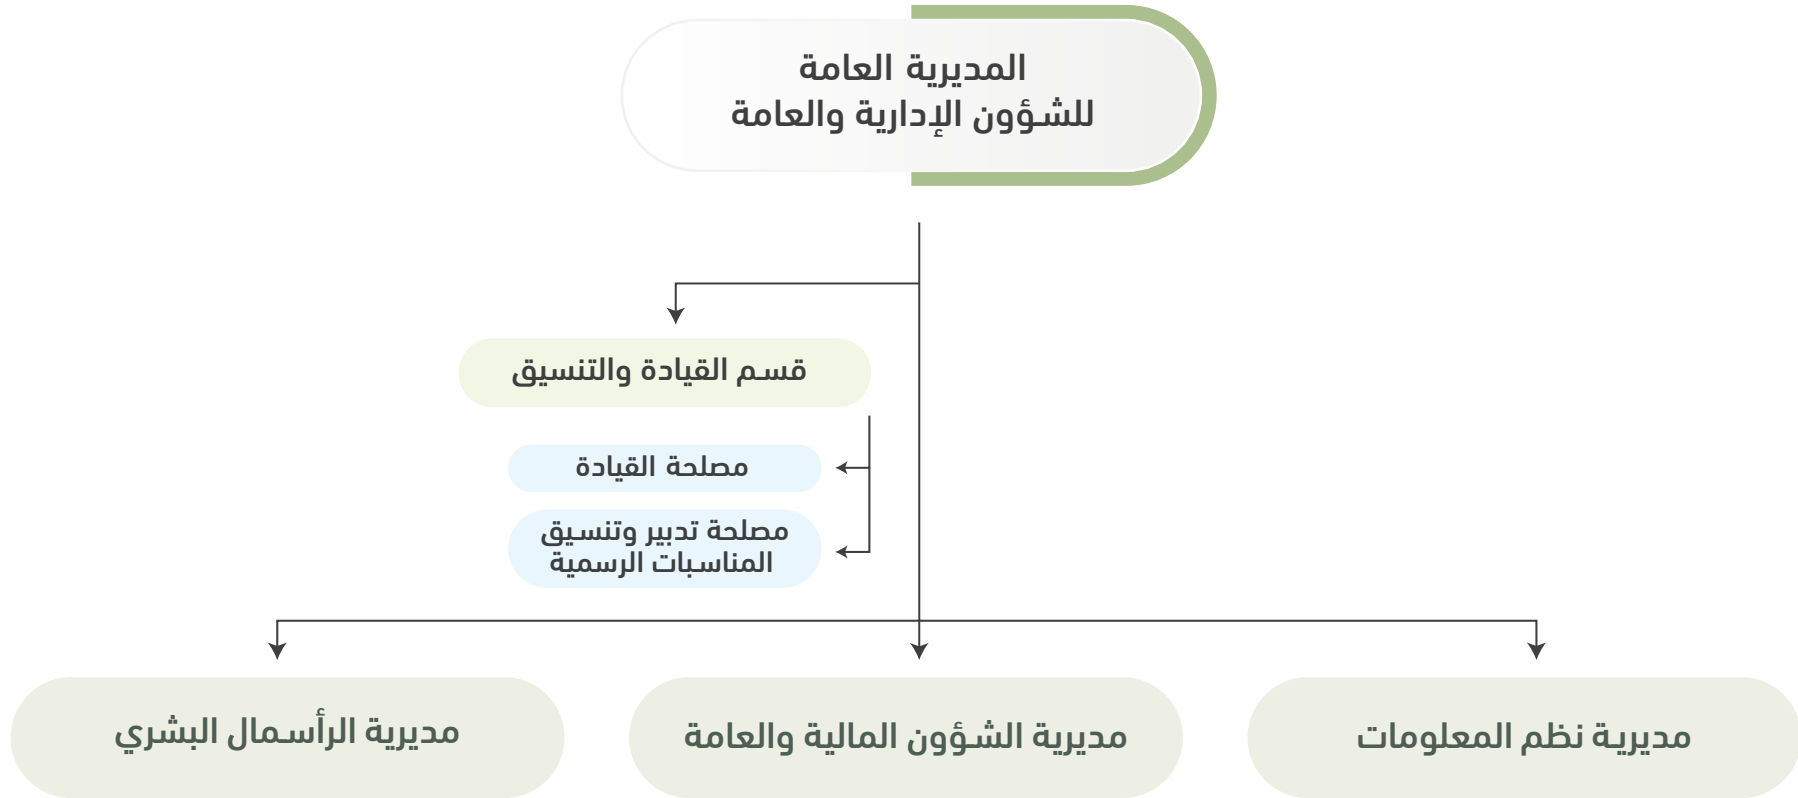 المديرية العامة
للشؤون الإدارية والعامة
قسم القيادة والتنسيق
مصلحة القيادة
مصلحة تدبير وتنسيق
المناسبات الرسمية
مديرية نظم المعلومات
مديرية الشؤون المالية والعامة
مديرية الرأسمال البشري